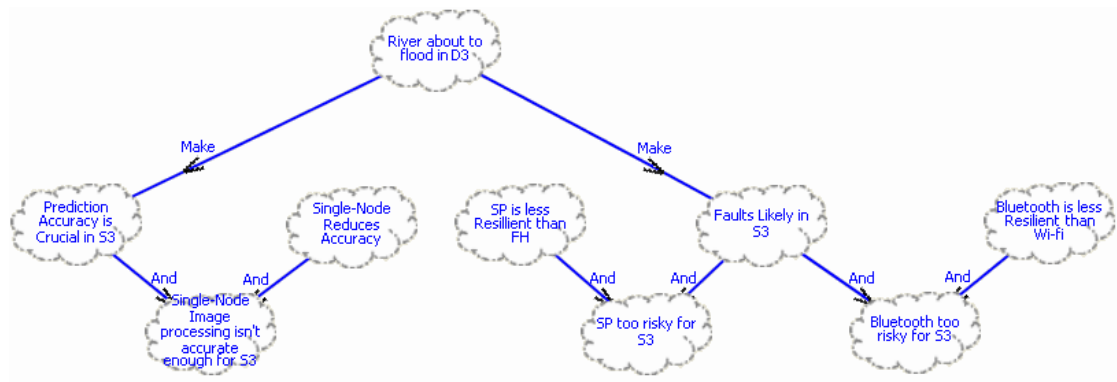 River about to
flood in D3
Make
Make
Prediction
Accuracy is
Crucial in S3
Single-Node
Reduces
Accuracy
SP is less
Resillient than
FH
Faults Likely in
S3
Bluetooth is less
Resilient than
Wi-fi
And
And
And
And
And
And
Single-Node
Image
processing isn't
accurate
enough for S3
SP too risky for
S3
Bluetooth too
risky for S3